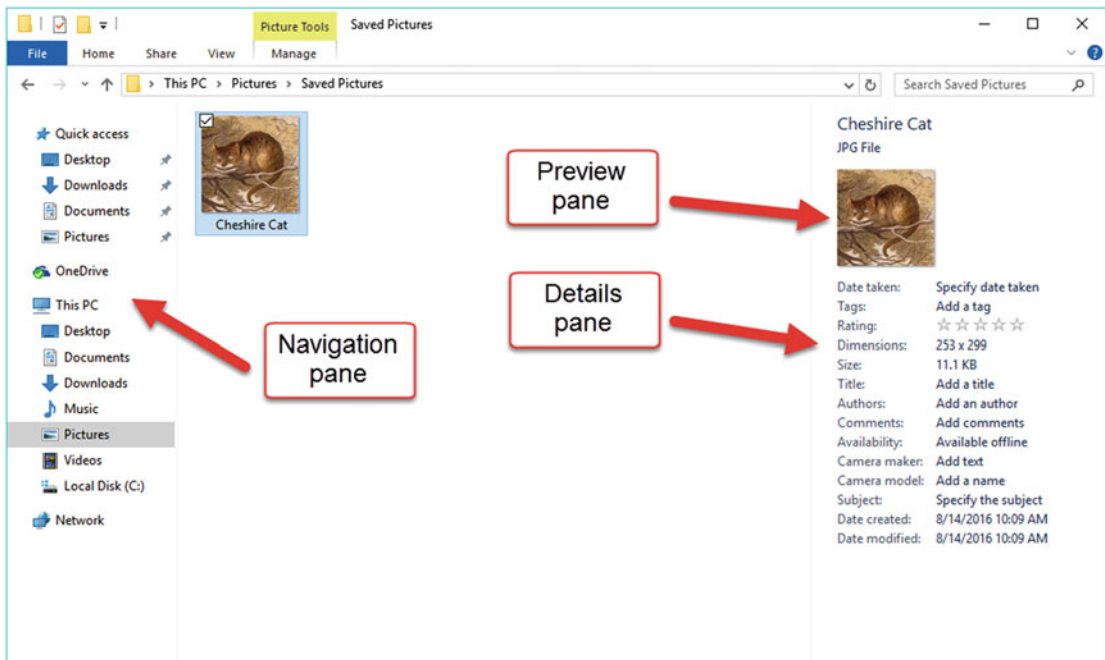 Picture Tools
Saved Pictures
File
Home
Share
View
Manage
This PC > Pictures > Saved Pictures
Search Saved Pictures
Quick access
Desktop
Downloads
Documents
Pictures
OneDrive
This PC
Desktop
Documents
Downloads
Music
Pictures
Videos
Local Disk (C:)
Network
Cheshire Cat
Navigation
pane
Preview
pane
Details
pane
Cheshire Cat
JPG File
Date taken: Specify date taken
Tags: Add a tag
Rating:
Dimensions: 253 x 299
Size: 11.1 KB
Title: Add a title
Authors: Add an author
Comments: Add comments
Availability: Available offline
Camera maker: Add text
Camera model: Add a name
Subject: Specify the subject
Date created: 8/14/2016 10:09 AM
Date modified: 8/14/2016 10:09 AM